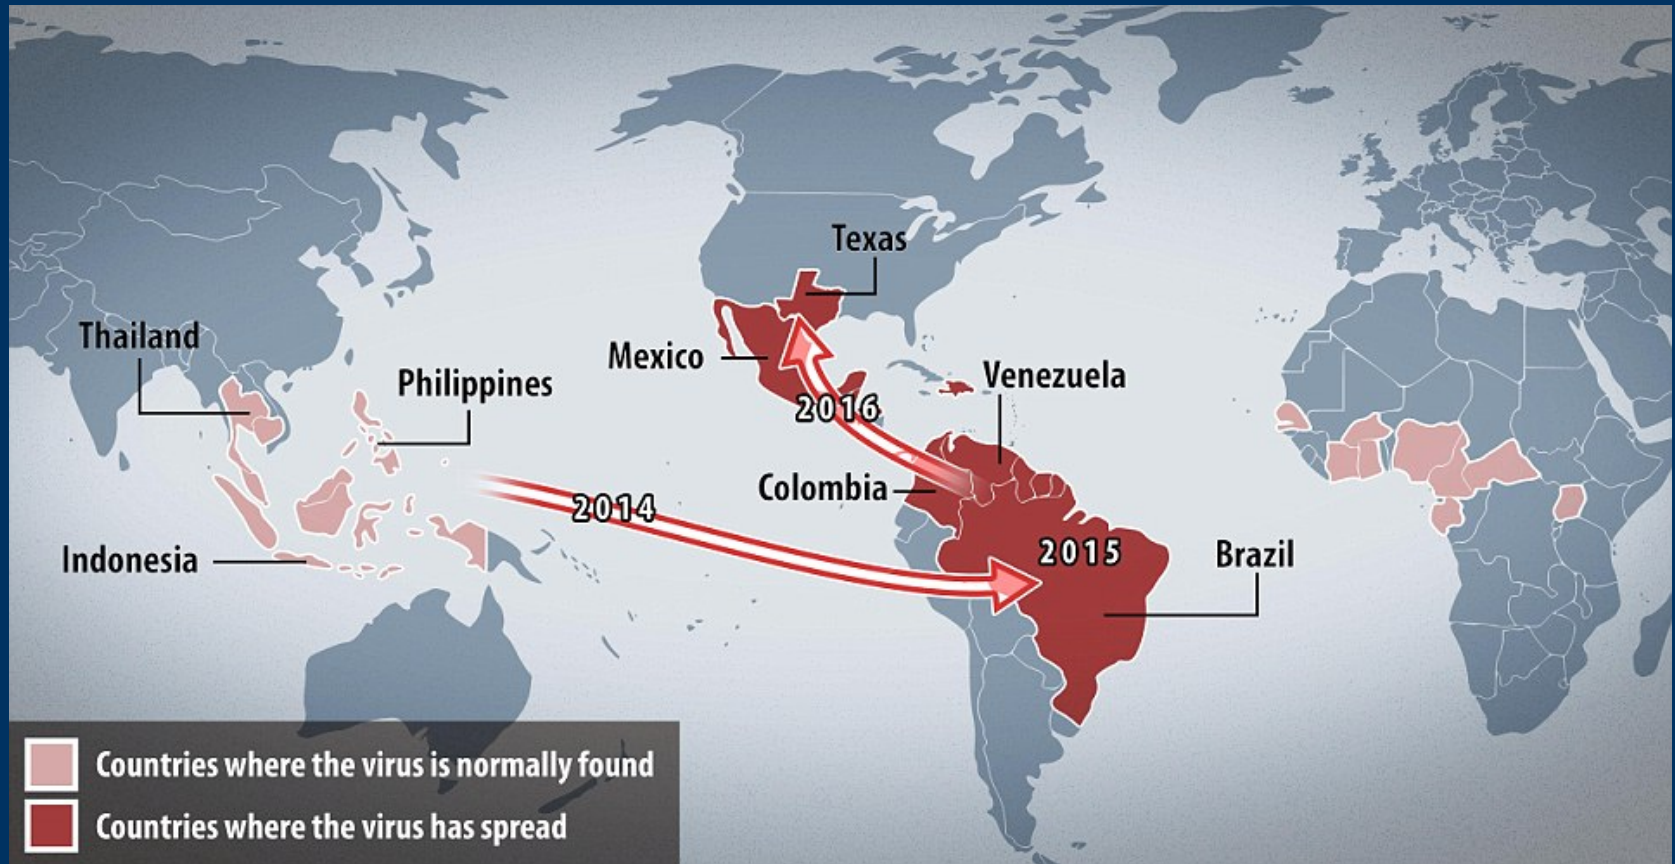 Texas
Thailand
Mexico
Philippines
Venezuela
2016
Colombia
2014
Indonesia
2015
Brazil
Countries where the virus is normally found
Countries where the virus has spread